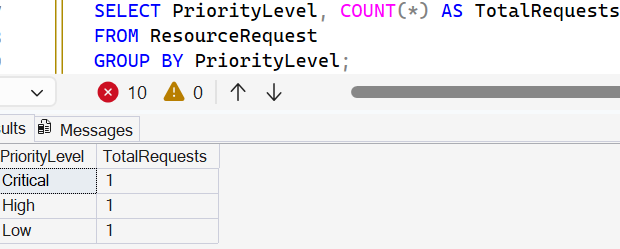 SELECT PriorityLevel, COUNT(*) AS TotalRequests
FROM ResourceRequest
GROUP BY PriorityLevel;
10 0
Messages
PriorityLevel TotalRequests
Critical 1
High 1
Low 1